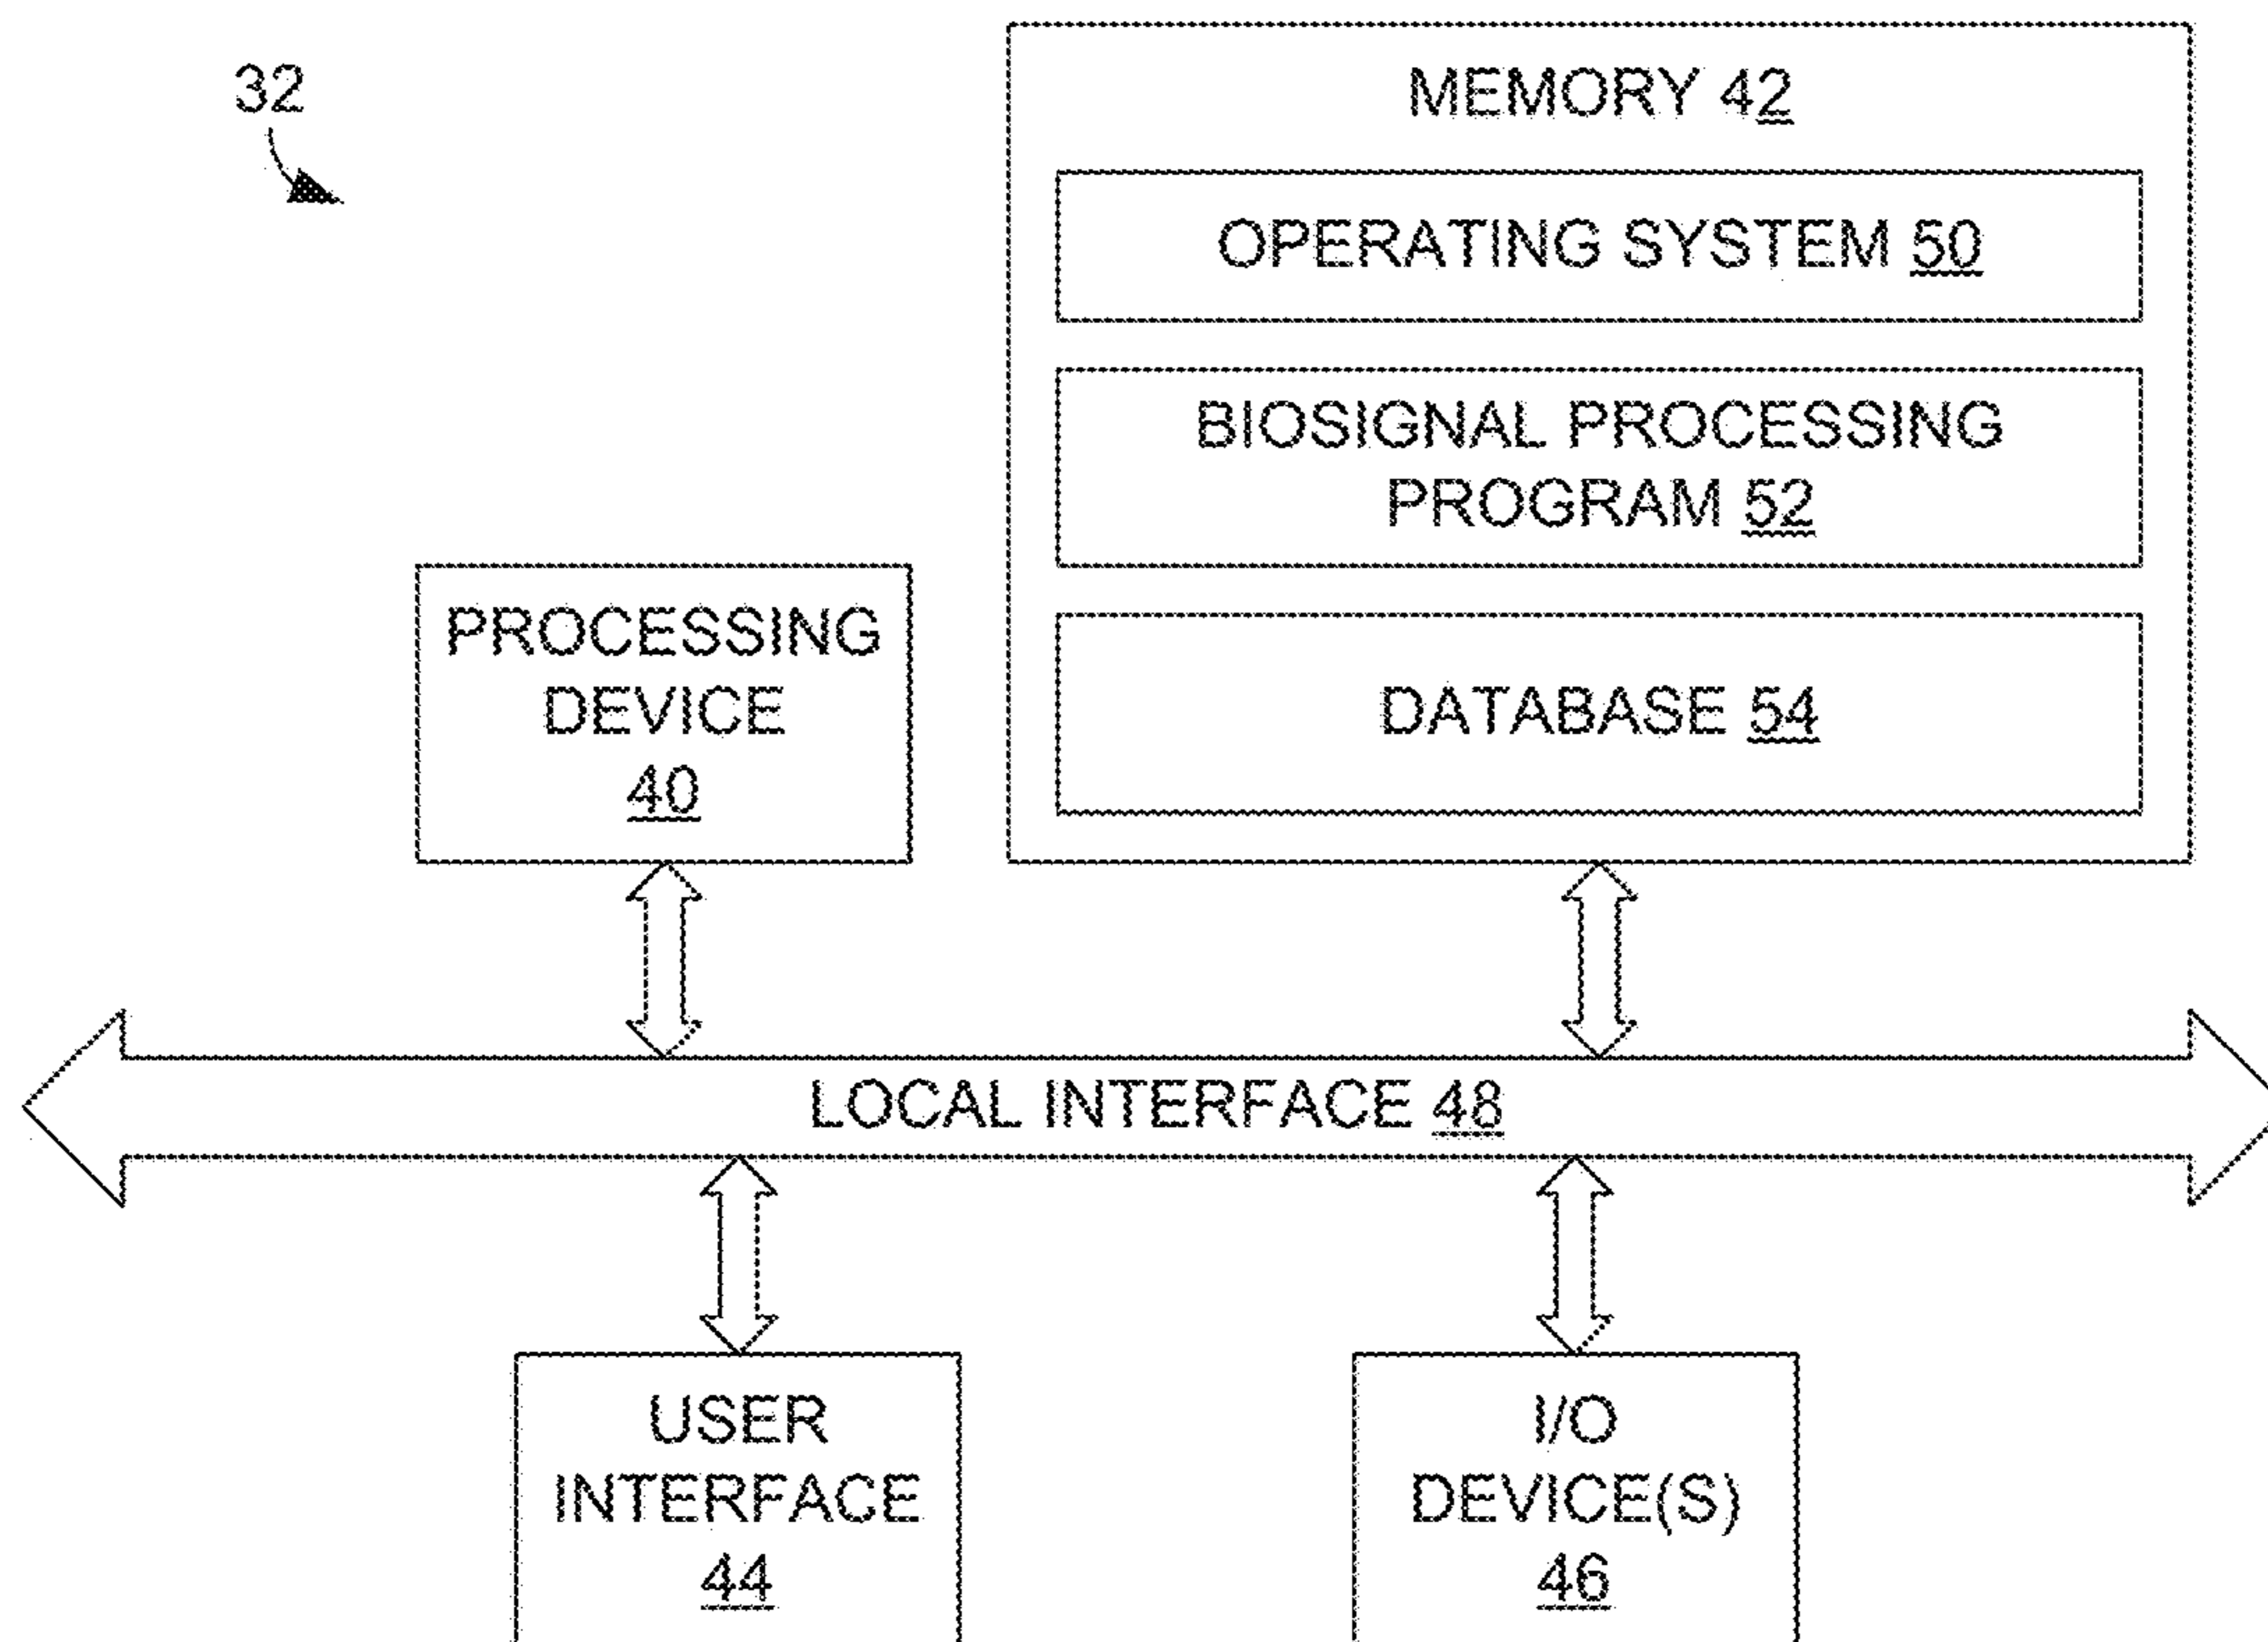 32
MEMORY 42
OPERATING SYSTEM 50
BIOSIGNAL PROCESSING
PROGRAM 52
PROCESSING
DEVICE
40
DATABASE 54
LOCAL INTERFACE 48
USER
INTERFACE
44
I/O
DEVICE(S)
46